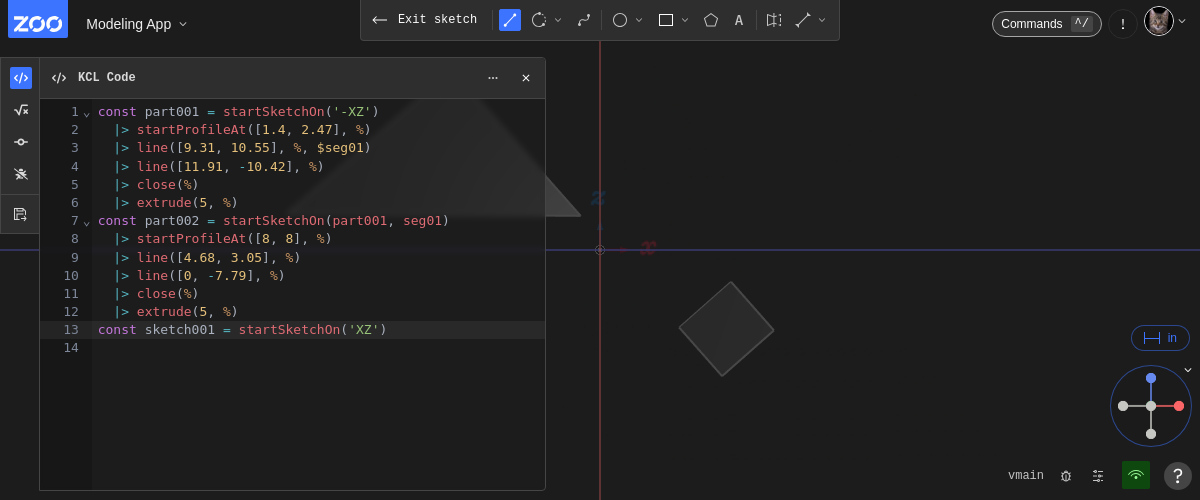 ZOO Modeling App
Exit sketch
A
Commands ^/
!
KCL Code
1 const part001 = startSketchOn('-XZ')
2 |> startProfileAt([1.4, 2.47], %)
3 |> line([9.31, 10.55], %, $seg01)
4 |> line([11.91, -10.42], %)
5 |> close(%)
6 |> extrude(5, %)
7 const part002 = startSketchOn(part001, seg01)
8 |> startProfileAt([8, 8], %)
9 |> line([4.68, 3.05], %)
10 |> line([0, -7.79], %)
11 |> close(%)
12 |> extrude(5, %)
13 const sketch001 = startSketchOn('XZ')
14
z
x
in
vmain
?